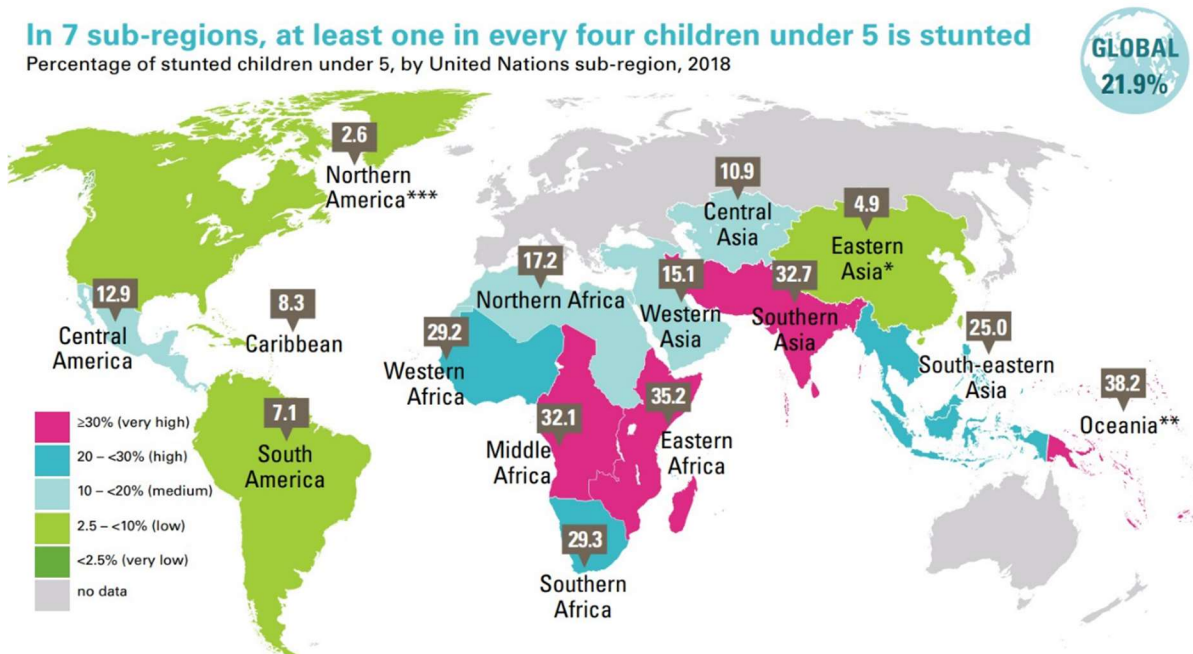 In 7 sub-regions, at least one in every four children under 5 is stunted
Percentage of stunted children under 5, by United Nations sub-region, 2018
GLOBAL
21.9%
2.6
Northern
America***
12.9
Central
America
8.3
Caribbean
7.1
South
America
10.9
Central
Asia
4.9
Eastern
Asia*
17.2
Northern Africa
15.1
Western
Asia
32.7
Southern
Asia
29.2
Western
Africa
25.0
South-eastern
Asia
32.1
Middle
Africa
35.2
Eastern
Africa
38.2
Oceania**
29.3
Southern
Africa
≥30% (very high)
20 – <30% (high)
10 – <20% (medium)
2.5 – <10% (low)
<2.5% (very low)
no data